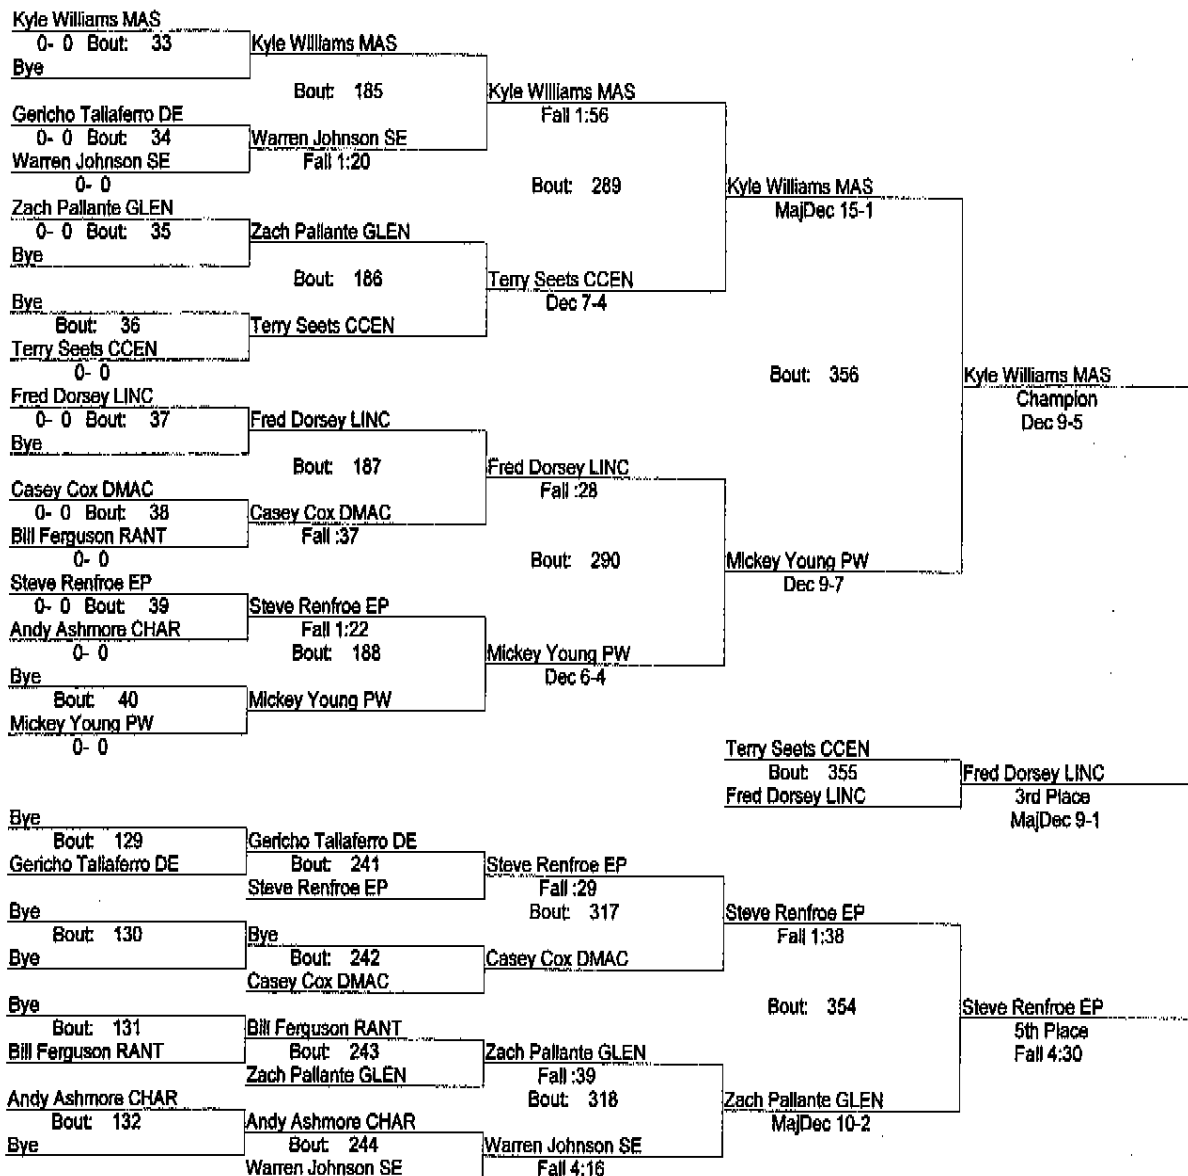 Kyle Williams MAS
0- 0 Bout: 33
Bye
Kyle Williams MAS
Bout: 185
Gericho Taliaferro DE
0- 0 Bout: 34
Warren Johnson SE
0- 0
Warren Johnson SE
Fall 1:20
Kyle Williams MAS
Fall 1:56
Bout: 289
Zach Pallante GLEN
0- 0 Bout: 35
Bye
Zach Pallante GLEN
Bout: 186
Bye
Bout: 36
Terry Seets CCEN
0- 0
Terry Seets CCEN
Terry Seets CCEN
Dec 7-4
Kyle Williams MAS
MajDec 15-1
Bout: 356
Fred Dorsey LINC
0- 0 Bout: 37
Bye
Fred Dorsey LINC
Bout: 187
Casey Cox DMAC
0- 0 Bout: 38
Bill Ferguson RANT
0- 0
Casey Cox DMAC
Fall :37
Fred Dorsey LINC
Fall :28
Bout: 290
Steve Renfroe EP
0- 0 Bout: 39
Andy Ashmore CHAR
0- 0
Steve Renfroe EP
Fall 1:22
Bout: 188
Bye
Bout: 40
Mickey Young PW
0- 0
Mickey Young PW
Mickey Young PW
Dec 6-4
Mickey Young PW
Dec 9-7
Kyle Williams MAS
Champion
Dec 9-5
Terry Seets CCEN
Bout: 355
Fred Dorsey LINC
Fred Dorsey LINC
3rd Place
MajDec 9-1
Bye
Bout: 129
Gericho Taliaferro DE
Gericho Taliaferro DE
Bout: 241
Steve Renfroe EP
Steve Renfroe EP
Fall :29
Bout: 317
Bye
Bout: 130
Bye
Bye
Bout: 242
Casey Cox DMAC
Casey Cox DMAC
Steve Renfroe EP
Fall 1:38
Bout: 354
Bye
Bout: 131
Bill Ferguson RANT
Bill Ferguson RANT
Bout: 243
Zach Pallante GLEN
Zach Pallante GLEN
Fall :39
Bout: 318
Andy Ashmore CHAR
Bout: 132
Bye
Andy Ashmore CHAR
Bout: 244
Warren Johnson SE
Warren Johnson SE
Fall 4:16
Zach Pallante GLEN
MajDec 10-2
Steve Renfroe EP
5th Place
Fall 4:30